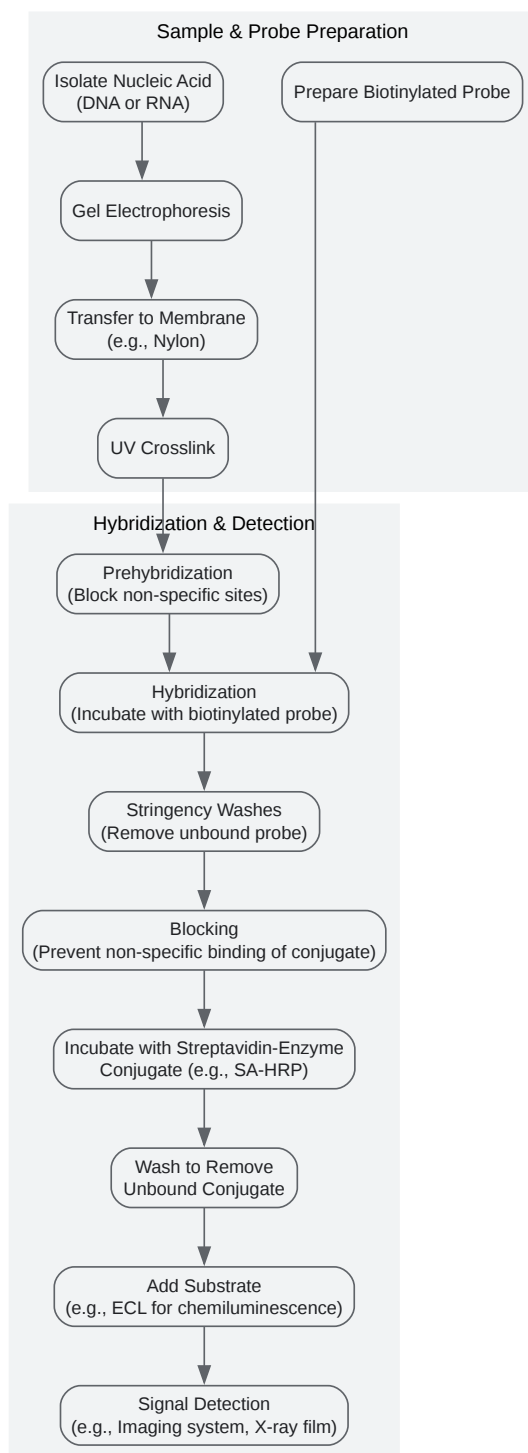 Sample & Probe Preparation
Isolate Nucleic Acid
(DNA or RNA)
Prepare Biotinylated Probe
Gel Electrophoresis
Transfer to Membrane
(e.g., Nylon)
UV Crosslink
Hybridization & Detection
Prehybridization
(Block non-specific sites)
Hybridization
(Incubate with biotinylated probe)
Stringency Washes
(Remove unbound probe)
Blocking
(Prevent non-specific binding of conjugate)
Incubate with Streptavidin-Enzyme
Conjugate (e.g., SA-HRP)
Wash to Remove
Unbound Conjugate
Add Substrate
(e.g., ECL for chemiluminescence)
Signal Detection
(e.g., Imaging system, X-ray film)